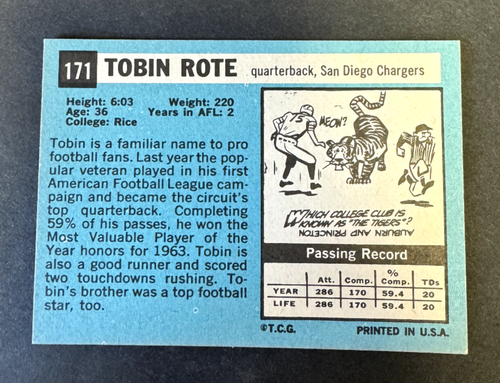 171 TOBIN ROTE quarterback, San Diego Chargers
Height: 6:03 Weight: 220
Age: 36 Years in AFL: 2
College: Rice
Tobin is a familiar name to pro
football fans. Last year the pop-
ular veteran played in his first
American Football League cam-
paign and became the circuit's
top quarterback. Completing
59% of his passes, he won the
Most Valuable Player of the
Year honors for 1963. Tobin is
also a good runner and scored
two touchdowns rushing. To-
bin's brother was a top football
star, too.
MEOW?
WHICH COLLEGE CLUB IS
KNOWN AS "THE TIGERS"?
AUBURN AND PRINCETON
Passing Record
Att. Comp. % Comp. TDs
YEAR 286 170 59.4 20
LIFE 286 170 59.4 20
©T.C.G. PRINTED IN U.S.A.